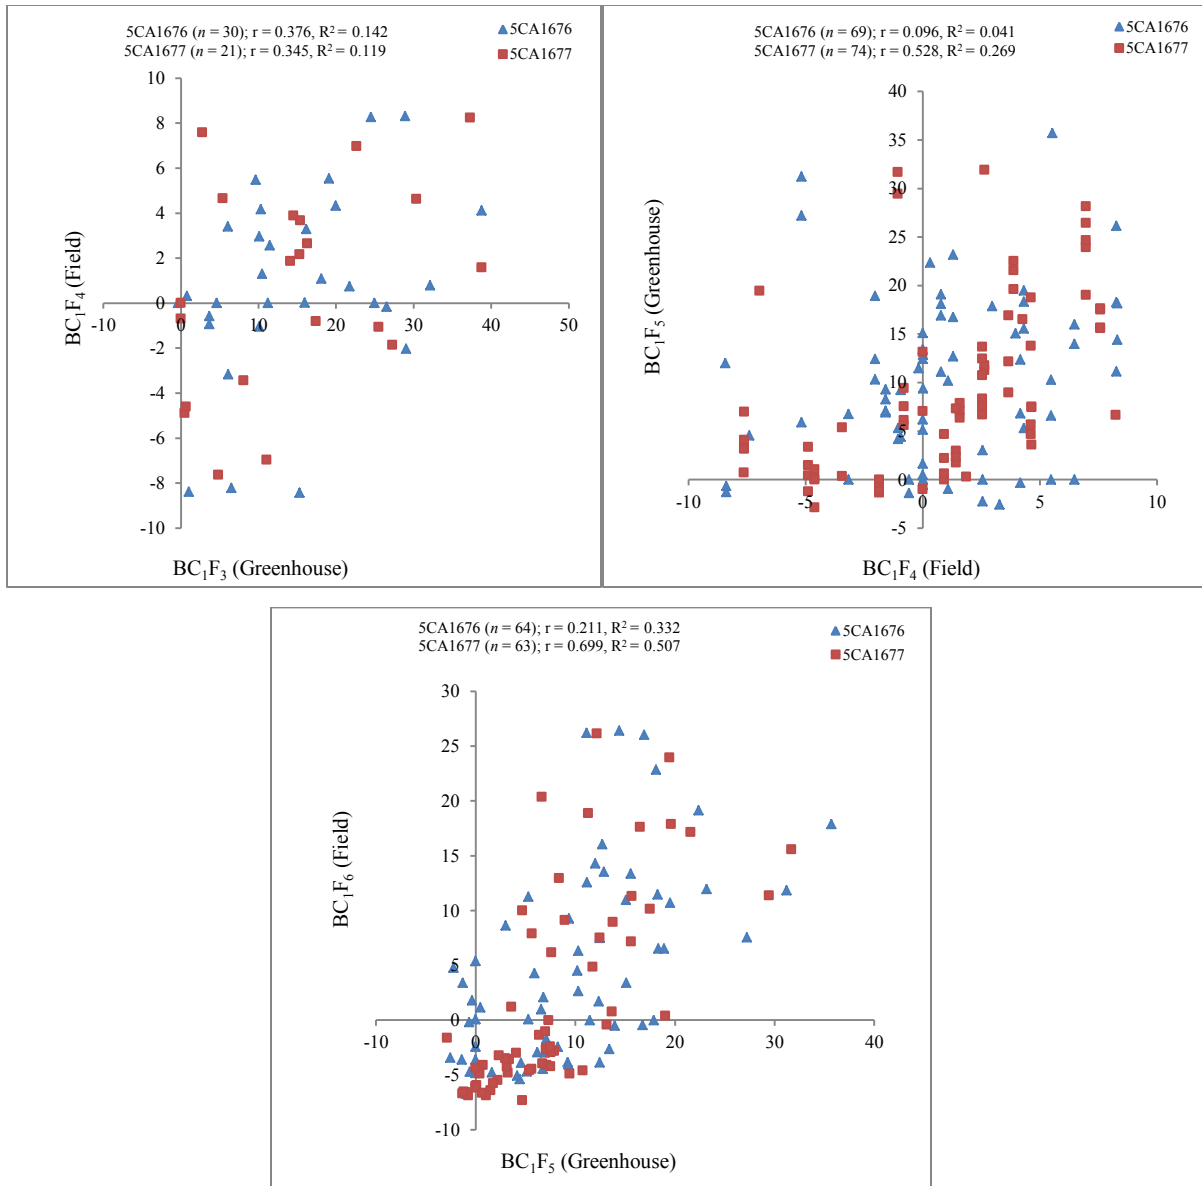 5CA1676 (n = 30); r = 0.376, R² = 0.142
5CA1677 (n = 21); r = 0.345, R² = 0.119
5CA1676
5CA1677
10
8
6
4
2
0
-2
-4
-6
-8
-10
-10
0
10
20
30
40
50
BC₁F₄ (Field)
BC₁F₃ (Greenhouse)
5CA1676 (n = 69); r = 0.096, R² = 0.041
5CA1677 (n = 74); r = 0.528, R² = 0.269
5CA1676
5CA1677
40
35
30
25
20
15
10
5
0
-5
-10
-5
0
5
10
BC₁F₅ (Greenhouse)
BC₁F₄ (Field)
5CA1676 (n = 64); r = 0.211, R² = 0.332
5CA1677 (n = 63); r = 0.699, R² = 0.507
5CA1676
5CA1677
30
25
20
15
10
5
0
-5
-10
-10
0
10
20
30
40
BC₁F₆ (Field)
BC₁F₅ (Greenhouse)